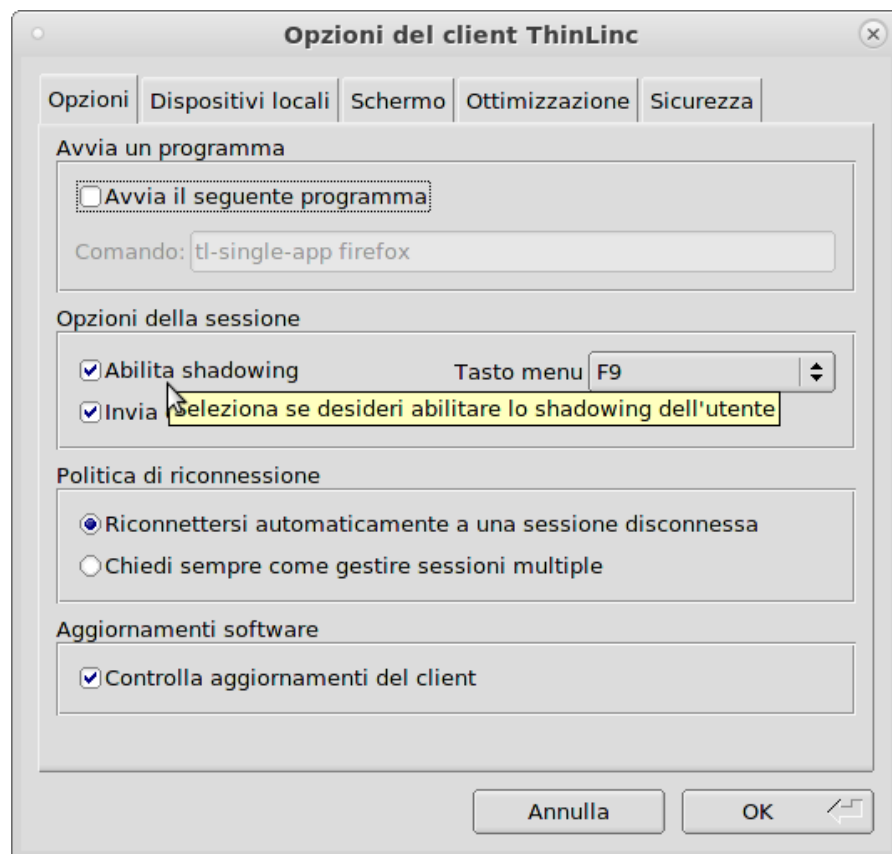 Opzioni del client ThinLinc
Opzioni Dispositivi locali Schermo Ottimizzazione Sicurezza
Avvia un programma
Avvia il seguente programma
Comando: tl-single-app firefox
Opzioni della sessione
Abilita shadowing Tasto menu F9
Invia seleziona se desideri abilitare lo shadowing dell'utente
Politica di riconnessione
Riconnettersi automaticamente a una sessione disconnessa
Chiedi sempre come gestire sessioni multiple
Aggiornamenti software
Controlla aggiornamenti del client
Annulla OK